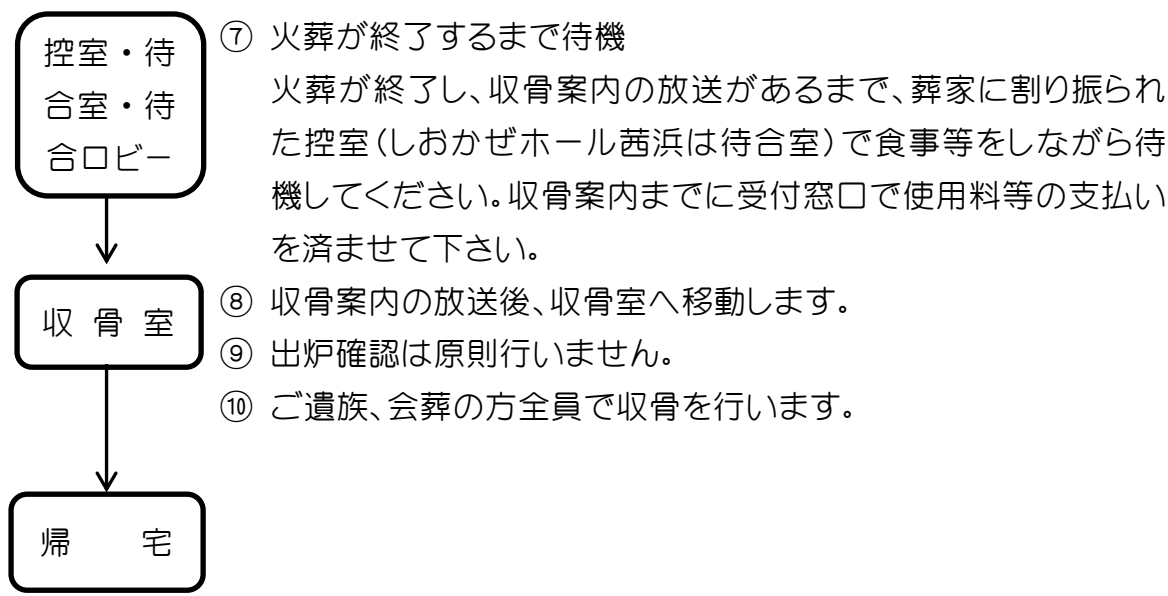 控室・待
合室・待
合ロビー
⑦ 火葬が終了するまで待機
火葬が終了し、収骨案内の放送があるまで、葬家に割り振られ
た控室（しおかぜホール茜浜は待合室）で食事等をしながら待
機してください。収骨案内までに受付窓口で使用料等の支払い
を済ませて下さい。
収 骨 室
⑧ 収骨案内の放送後、収骨室へ移動します。
⑨ 出炉確認は原則行いません。
⑩ ご遺族、会葬の方全員で収骨を行います。
帰　　宅